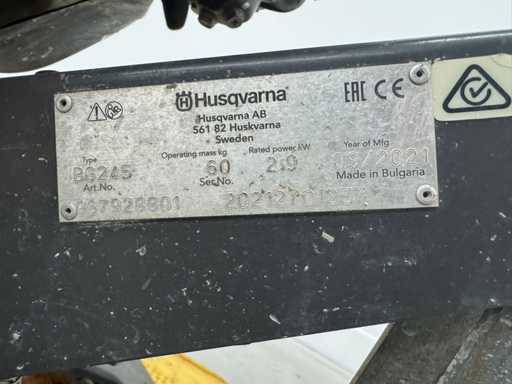 Husqvarna
Husqvarna AB
561 82 Huskvarna
Sweden
EAC CE
Type
Operating mass kg
Rated power kW
Year of Mfg
BG245
60
2.9
Art.No.
Ser.No.
Made in Bulgaria